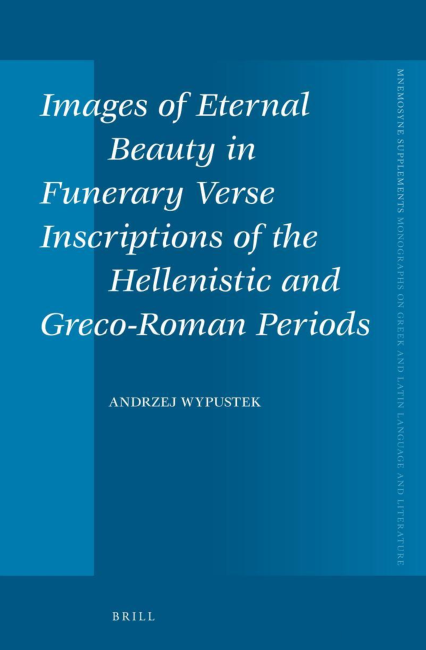 Images of Eternal
Beauty in
Funerary Verse
Inscriptions of the
Hellenistic and
Greco-Roman Periods
ANDRZEJ WYPUSTEK
BRILL
MNEMOSYNE SUPPLEMENTS MONOGRAPHS ON GREEK AND LATIN LANGUAGE AND LITERATURE